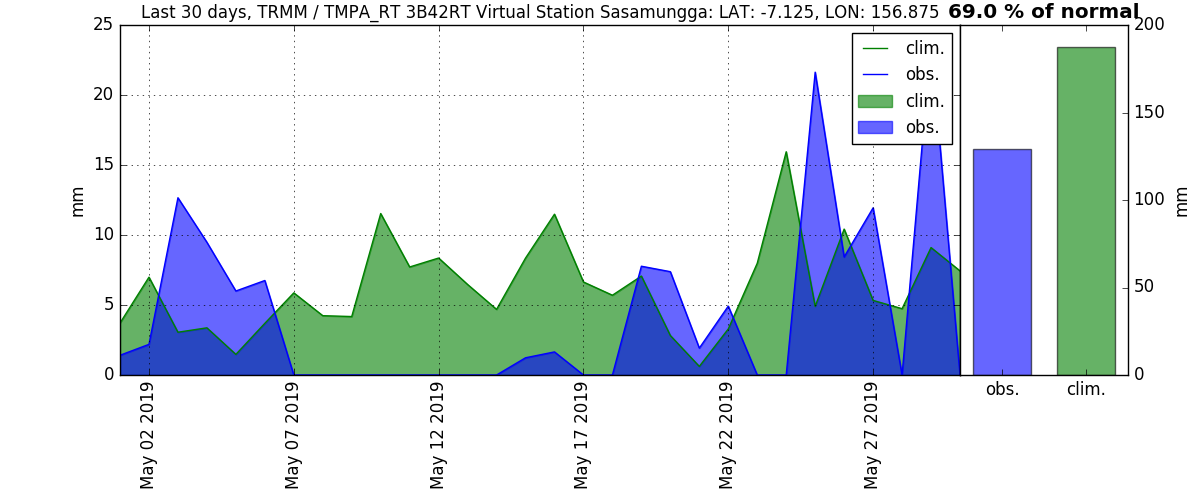 Last 30 days, TRMM / TMPA_RT 3B42RT Virtual Station Sasamungga: LAT: -7.125, LON: 156.875
69.0 % of normal
25
20
15
10
5
0
mm
clim.
obs.
clim.
obs.
200
150
100
50
0
mm
May 02 2019
May 07 2019
May 12 2019
May 17 2019
May 22 2019
May 27 2019
obs.
clim.